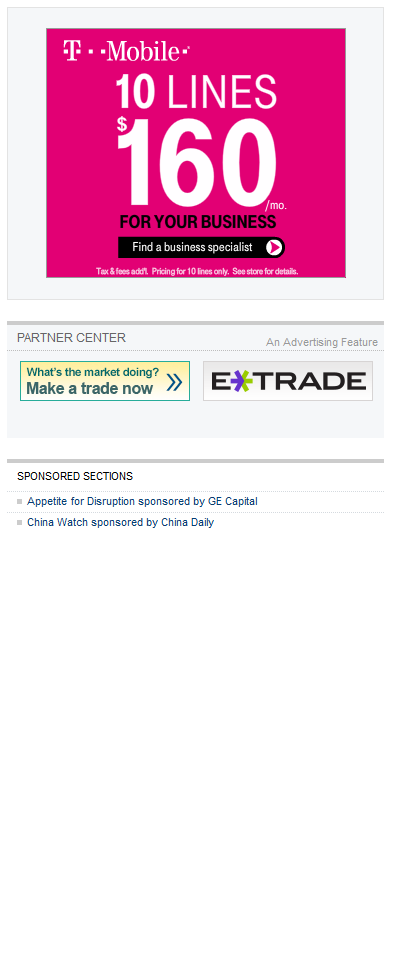 T··Mobile·
10 LINES
$160/mo.
FOR YOUR BUSINESS
Find a business specialist
Tax & fees add'l. Pricing for 10 lines only. See store for details.
PARTNER CENTER
An Advertising Feature
What's the market doing?
Make a trade now
E*TRADE
SPONSORED SECTIONS
Appetite for Disruption sponsored by GE Capital
China Watch sponsored by China Daily